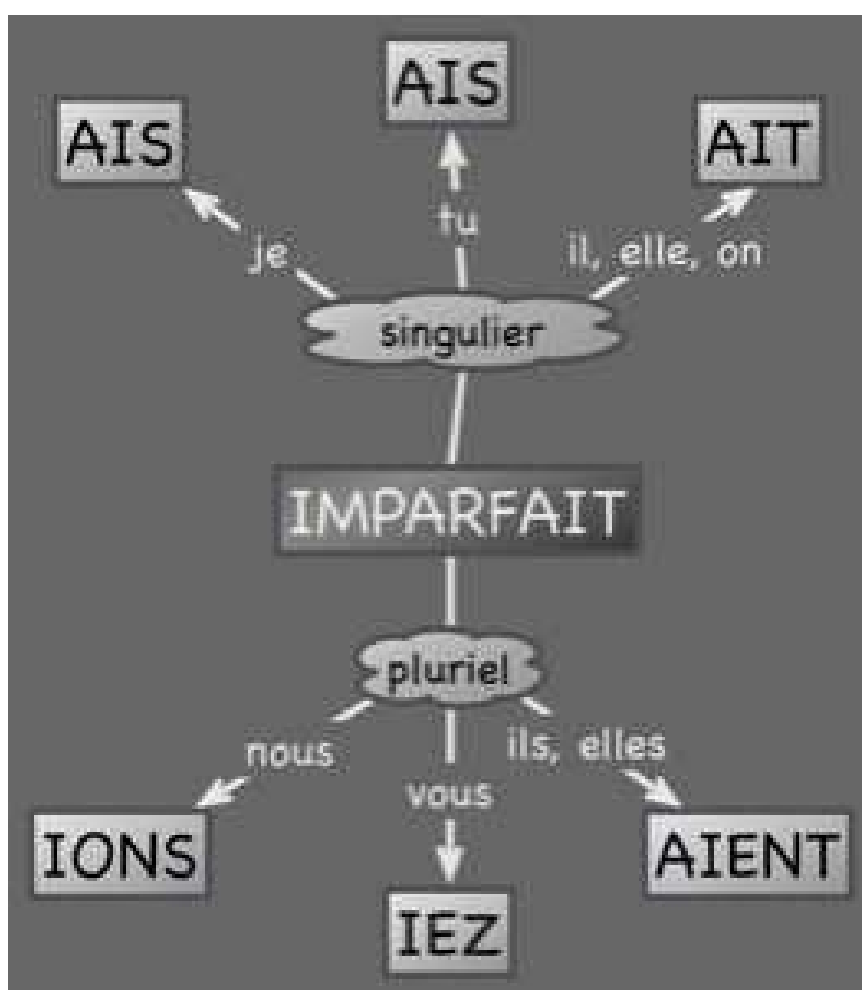 AIS
AIS
AIT
je
tu
il, elle, on
singulier
IMPARFAIT
pluriel
nous
vous
ils, elles
IONS
IEZ
AIENT